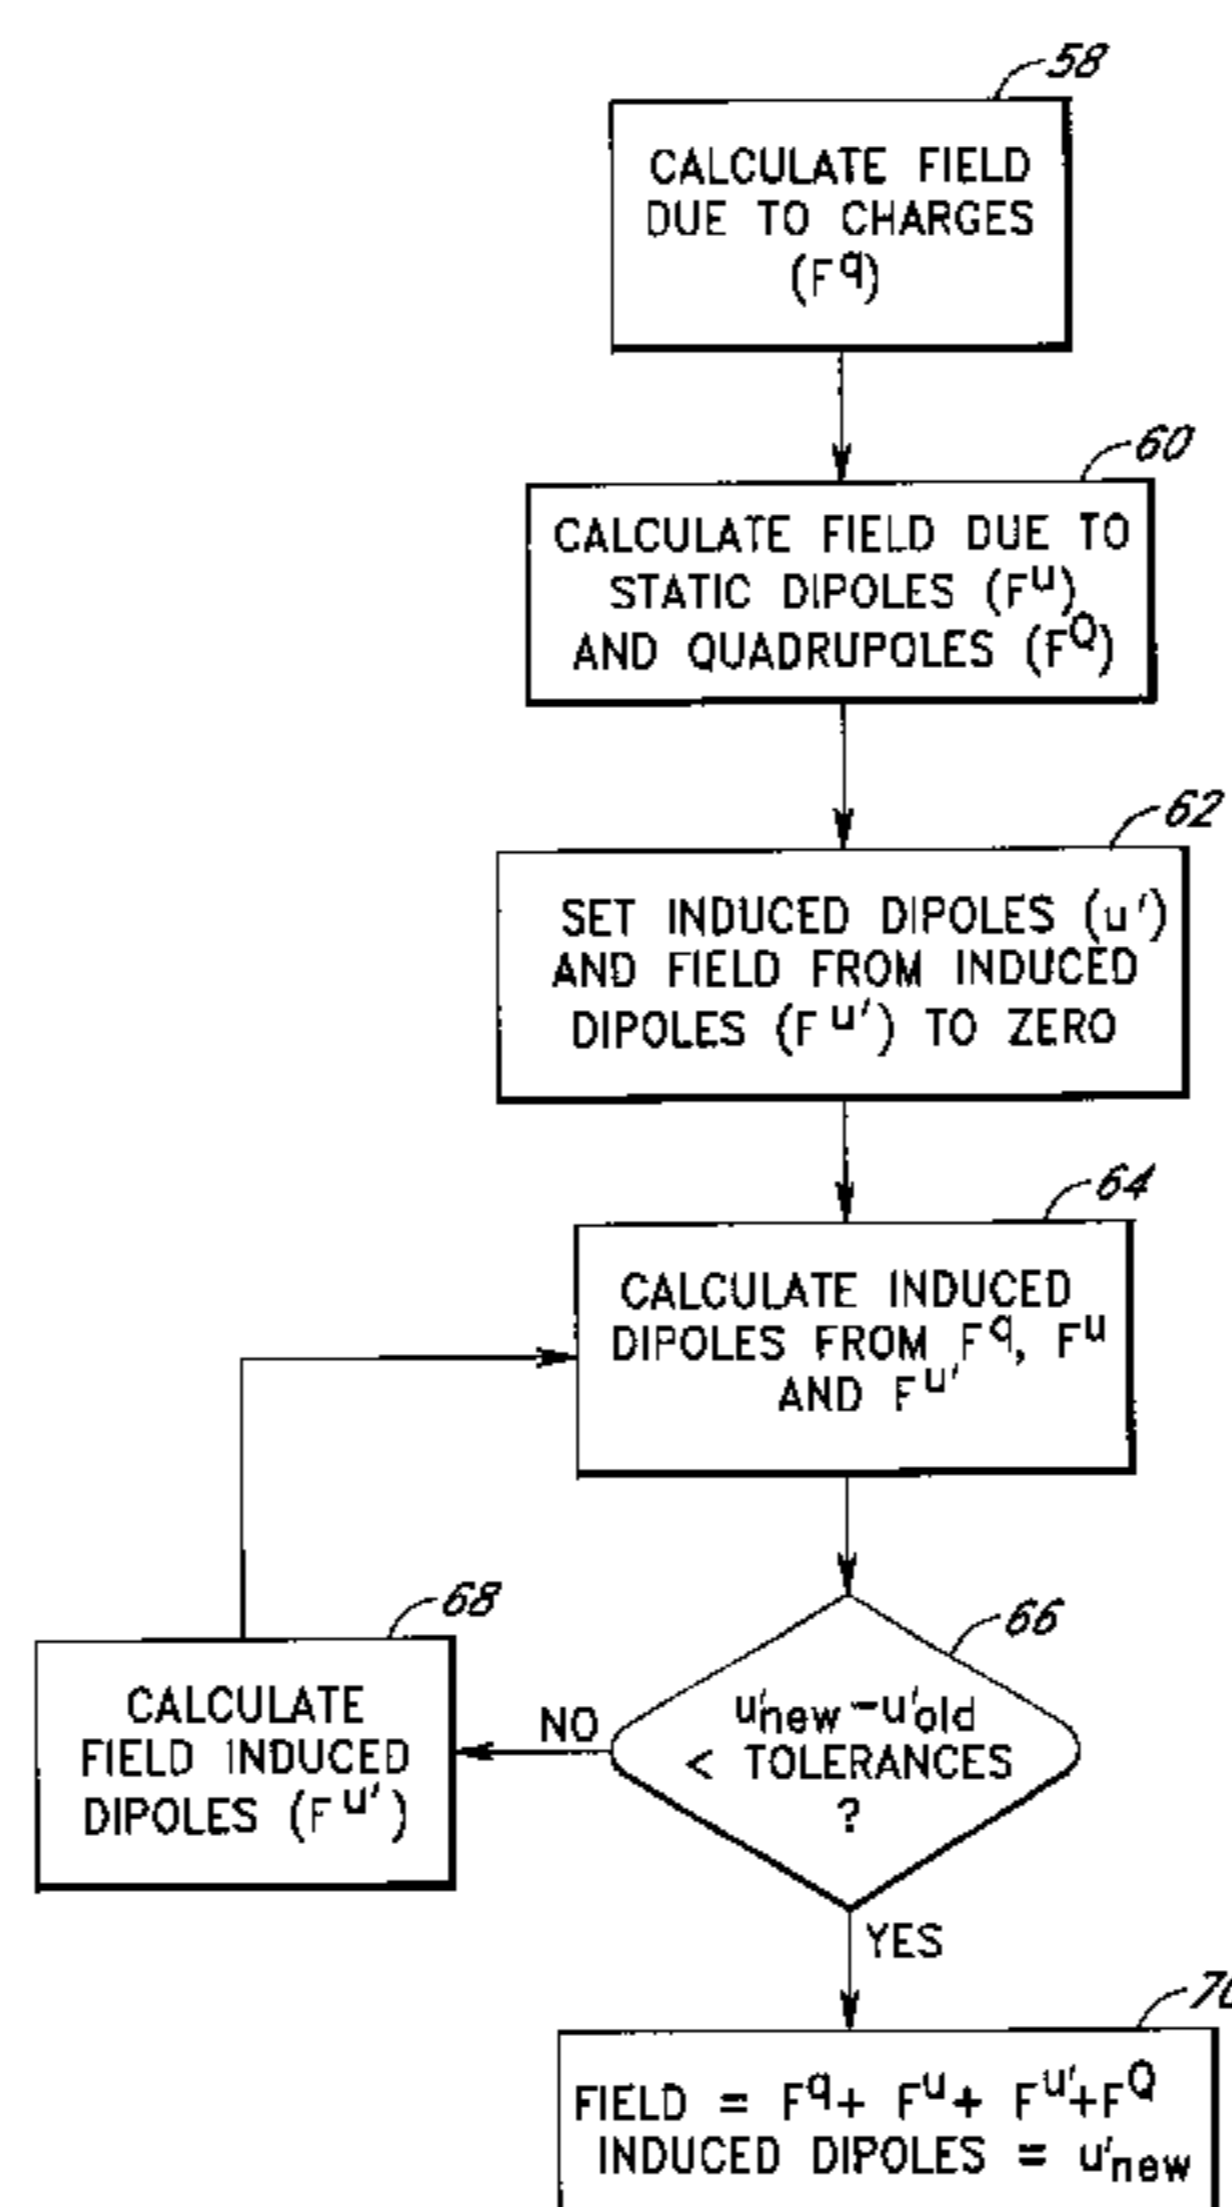 58
CALCULATE FIELD
DUE TO CHARGES
(F^q)
60
CALCULATE FIELD DUE TO
STATIC DIPOLES (F^u)
AND QUADRUPOLES (F^Q)
62
SET INDUCED DIPOLES (u')
AND FIELD FROM INDUCED
DIPOLES (F^u') TO ZERO
64
CALCULATE INDUCED
DIPOLES FROM F^q, F^u
AND F^u'
68
CALCULATE
FIELD INDUCED
DIPOLES (F^u')
NO
66
u'new - u'old
< TOLERANCES
?
YES
70
FIELD = F^q + F^u + F^u' + F^Q
INDUCED DIPOLES = u'new